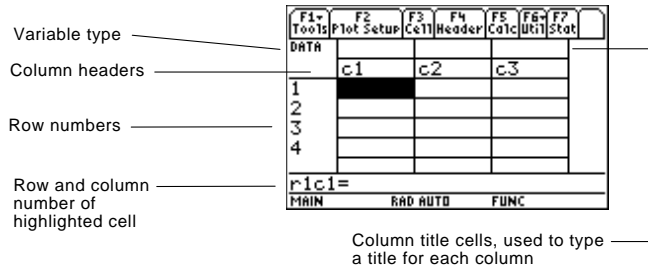 F1▾ Tools F2 Plot Setup F3 Cell F4 Header F5 Calc F6▾ Util F7 Stat
Variable type
DATA
Column headers
c1 c2 c3
1
2
Row numbers
3
4
Row and column
number of
highlighted cell
r1c1=
MAIN RAD AUTO FUNC
Column title cells, used to type
a title for each column